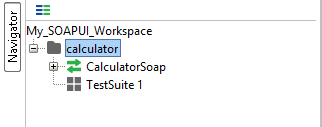 Navigator
My_SOAPUI_Workspace
calculator
CalculatorSoap
TestSuite 1